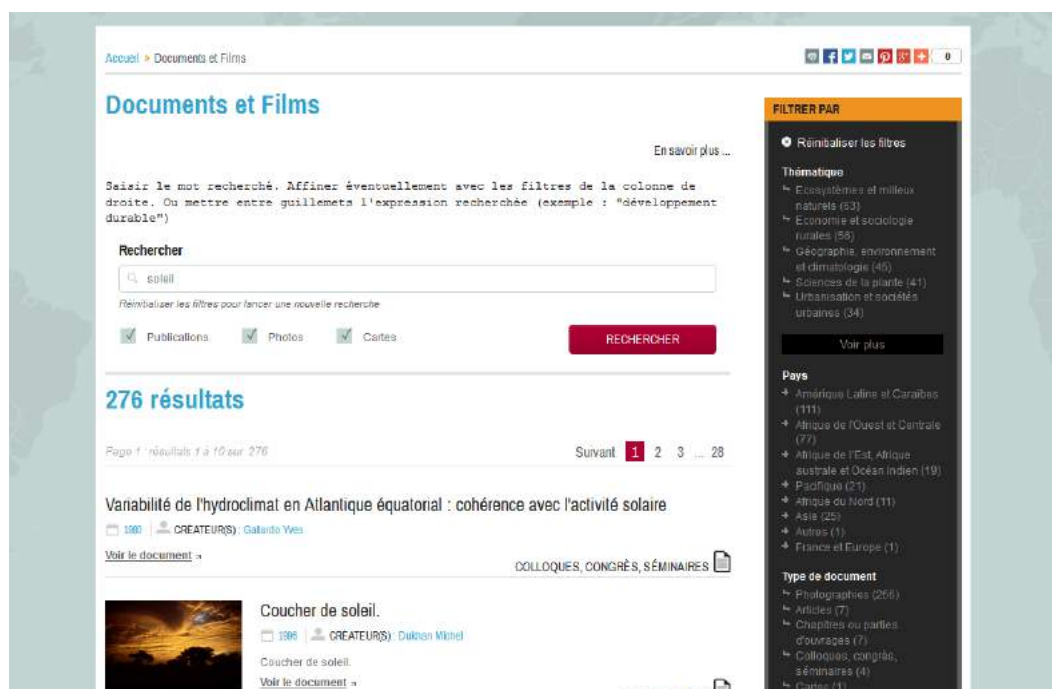 Accueil » Documents et Films
0
Documents et Films
En savoir plus ...
Saisir le mot recherché. Affiner éventuellement avec les filtres de la colonne de
droite. Ou mettre entre guillemets l'expression recherchée (exemple : "développement
durable")
Rechercher
soleil
Réinitialiser les filtres pour lancer une nouvelle recherche
Publications Photos Cartes
RECHERCHER
276 résultats
Page 1 : résultats 1 à 10 sur 276
Suivant 1 2 3 ... 28
Variabilité de l'hydroclimat en Atlantique équatorial : cohérence avec l'activité solaire
CREATEUR(S) : Gallardo Yves
Voir le document
COLLOQUES, CONGRÈS, SÉMINAIRES
Coucher de soleil.
CREATEUR(S) : Dukhan Michel
Coucher de soleil.
Voir le document
FILTRER PAR
Réinitialiser les filtres
Thématique
Ecosystèmes et milieux
naturels (63)
Economie et sociologie
rurales (56)
Géographie, environnement
et climatologie (45)
Sciences de la plante (41)
Urbanisation et sociétés
urbaines (34)
Voir plus
Pays
Amérique Latine et Caraïbes
(111)
Afrique de l'Ouest et Centrale
(77)
Afrique de l'Est, Afrique
australe et Océan Indien (19)
Pacifique (21)
Afrique du Nord (11)
Asie (25)
Autres (1)
France et Europe (1)
Type de document
Photographies (256)
Articles (7)
Chapitres ou parties
d'ouvrages (7)
Colloques, congrès,
séminaires (4)
Cartes (1)